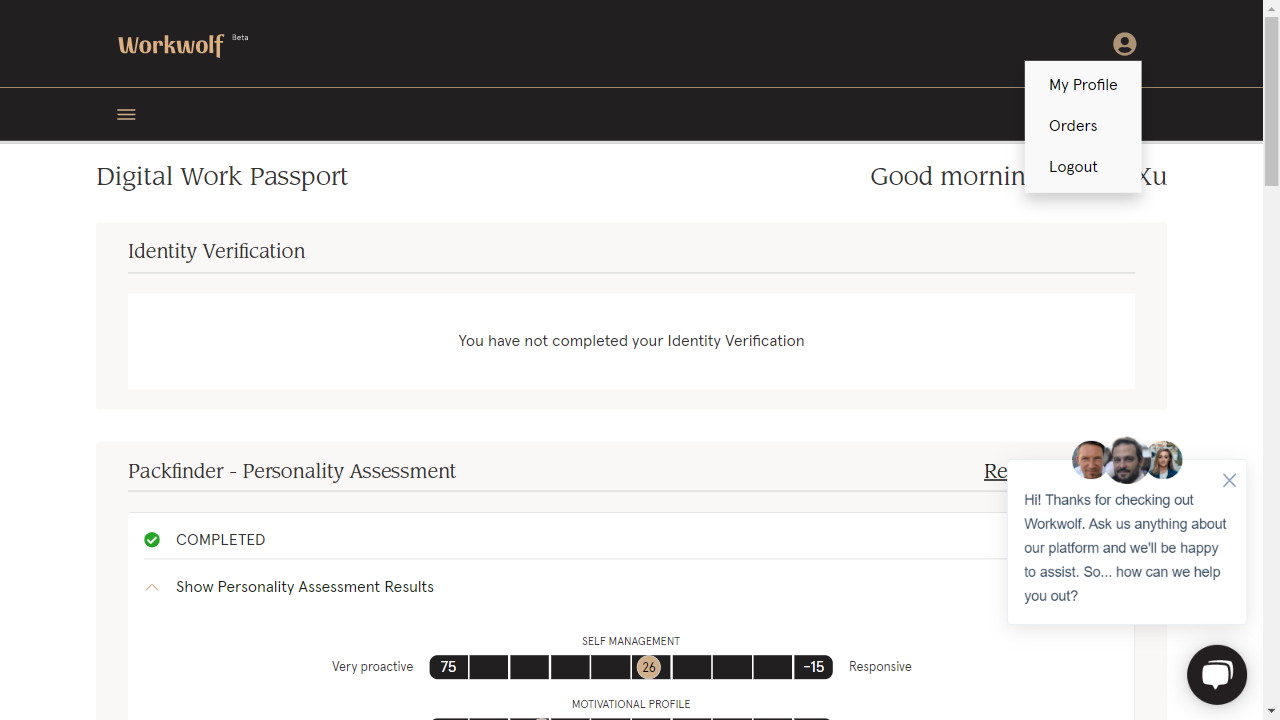 Workwolf Beta
My Profile
Orders
Logout
Digital Work Passport
Good mornin Xu
Identity Verification
You have not completed your Identity Verification
Packfinder - Personality Assessment
Re
COMPLETED
Show Personality Assessment Results
Hi! Thanks for checking out
Workwolf. Ask us anything about
our platform and we'll be happy
to assist. So... how can we help
you out?
SELF MANAGEMENT
Very proactive 75 26 -15 Responsive
MOTIVATIONAL PROFILE